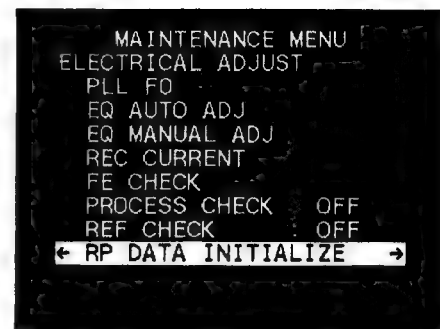 MAINTENANCE MENU
ELECTRICAL ADJUST
PLL FO
EQ AUTO ADJ
EQ MANUAL ADJ
REC CURRENT
FE CHECK
PROCESS CHECK : OFF
REF CHECK : OFF
← RP DATA INITIALIZE →